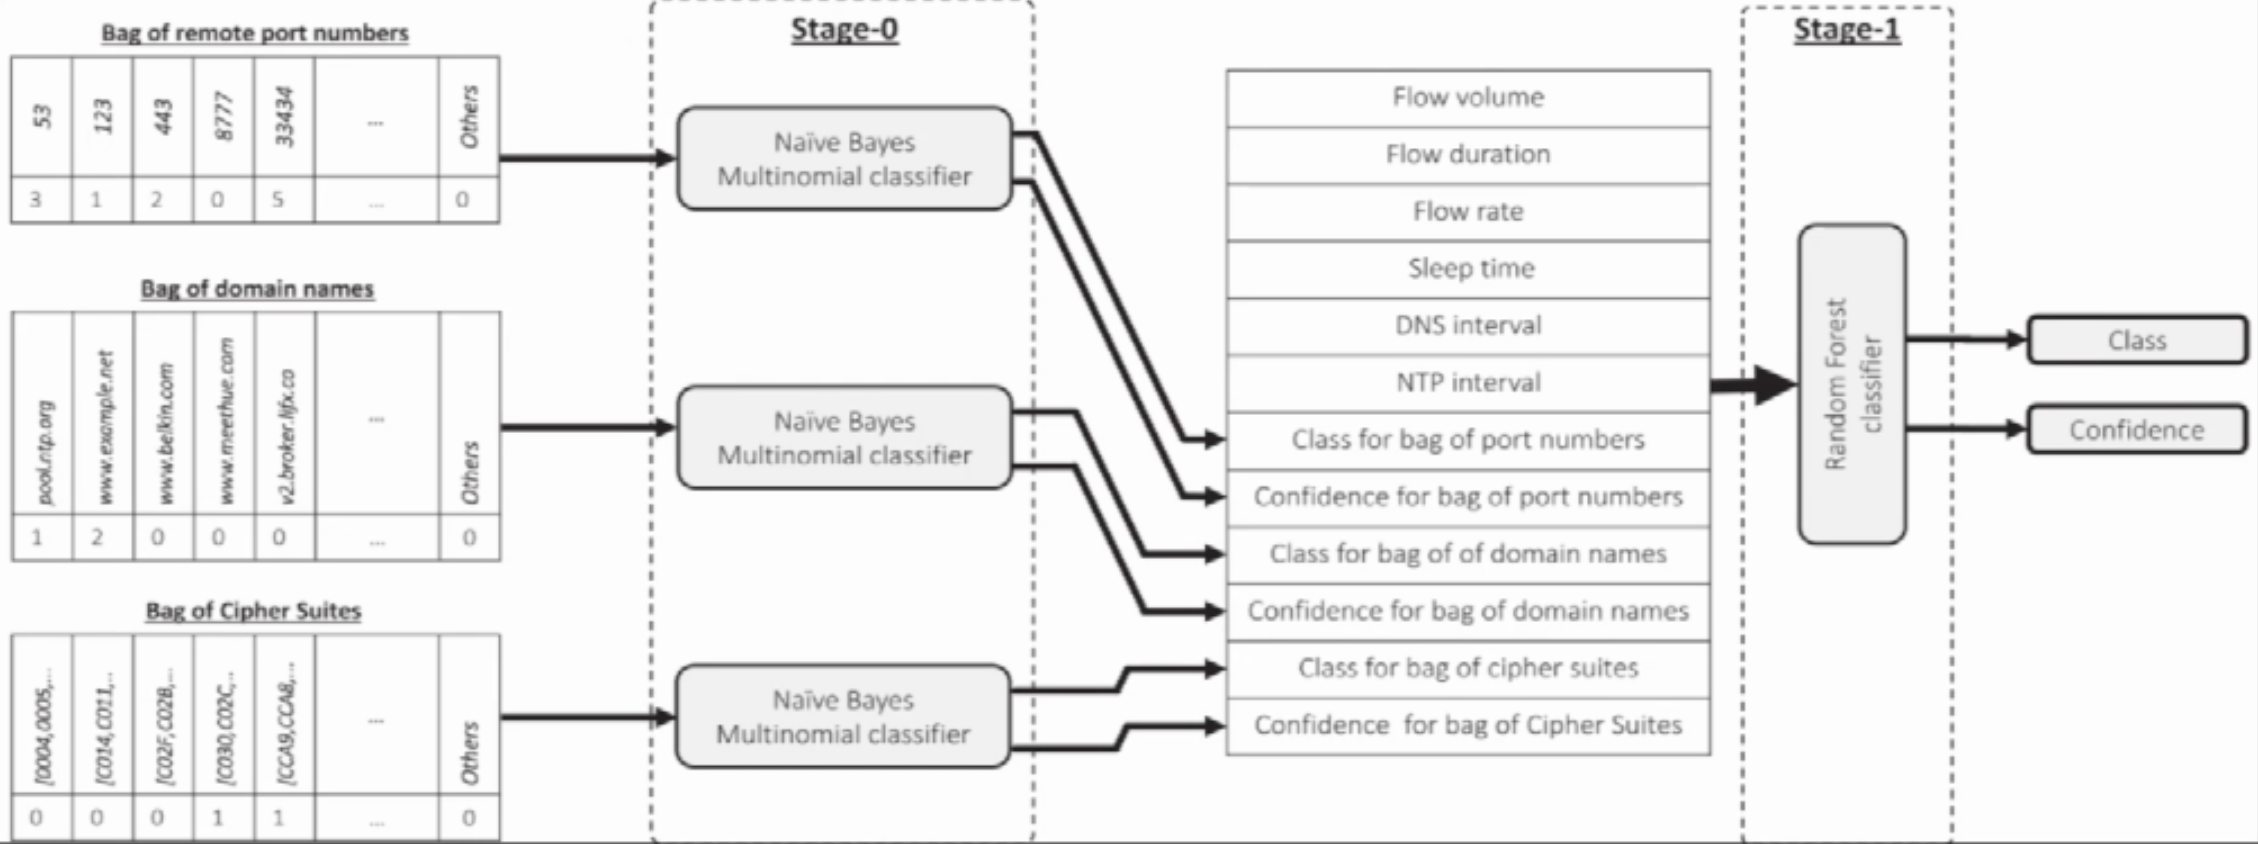 Bag of remote port numbers
53 123 443 8777 33434 ... Others
3 1 2 0 5 ... 0
Bag of domain names
pool.ntp.org www.example.net www.belkin.com www.meethue.com v2.broker.lifx.co ... Others
1 2 0 0 0 ... 0
Bag of Cipher Suites
[0004,0005,... [C014,C011,.. [C02F,C02B,... [C030,C02C,.. [CCA9,CCA8,... ... Others
0 0 0 1 1 ... 0
Stage-0
Naïve Bayes
Multinomial classifier
Naïve Bayes
Multinomial classifier
Naïve Bayes
Multinomial classifier
Flow volume
Flow duration
Flow rate
Sleep time
DNS interval
NTP interval
Class for bag of port numbers
Confidence for bag of port numbers
Class for bag of of domain names
Confidence for bag of domain names
Class for bag of cipher suites
Confidence for bag of Cipher Suites
Stage-1
Random Forest
classifier
Class
Confidence